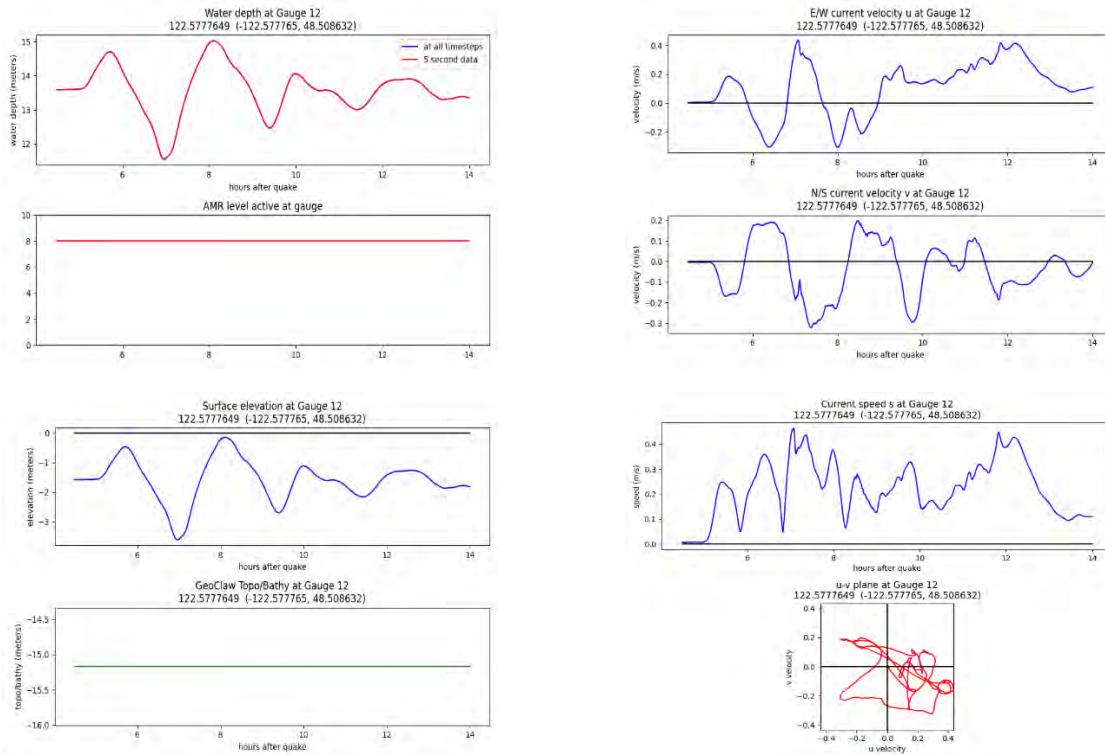 Water depth at Gauge 12
122.5777649 (-122.577765, 48.508632)
at all timesteps
5 second data
water depth (meters)
15
14
13
12
6
8
10
12
14
hours after quake
AMR level active at gauge
10
8
6
4
2
0
6
8
10
12
14
hours after quake
Surface elevation at Gauge 12
122.5777649 (-122.577765, 48.508632)
elevation (meters)
0
−1
−2
−3
6
8
10
12
14
hours after quake
GeoClaw Topo/Bathy at Gauge 12
122.5777649 (-122.577765, 48.508632)
topo/bathy (meters)
−14.5
−15.0
−15.5
−16.0
6
8
10
12
14
hours after quake
E/W current velocity u at Gauge 12
122.5777649 (-122.577765, 48.508632)
velocity (m/s)
0.4
0.2
0.0
−0.2
6
8
10
12
14
hours after quake
N/S current velocity v at Gauge 12
122.5777649 (-122.577765, 48.508632)
velocity (m/s)
0.2
0.1
0.0
−0.1
−0.2
−0.3
6
8
10
12
14
hours after quake
Current speed s at Gauge 12
122.5777649 (-122.577765, 48.508632)
speed (m/s)
0.4
0.3
0.2
0.1
0.0
6
8
10
12
14
hours after quake
u-v plane at Gauge 12
122.5777649 (-122.577765, 48.508632)
v velocity
0.4
0.2
0.0
−0.2
−0.4
−0.4
−0.2
0.0
0.2
0.4
u velocity